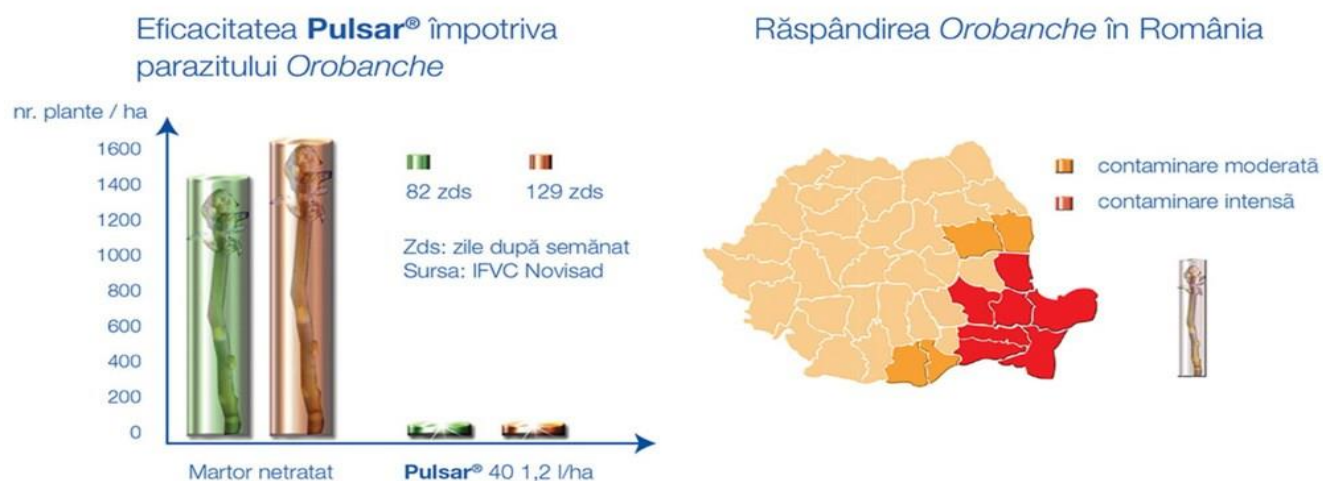 Eficacitatea Pulsar® împotriva
parazitului Orobanche
nr. plante / ha
1600
1400
1200
1000
800
600
400
200
0
82 zds
129 zds
Zds: zile după semănat
Sursa: IFVC Novisad
Martor netratat
Pulsar® 40 1,2 l/ha
Răspândirea Orobanche în România
contaminare moderatã
contaminare intensã